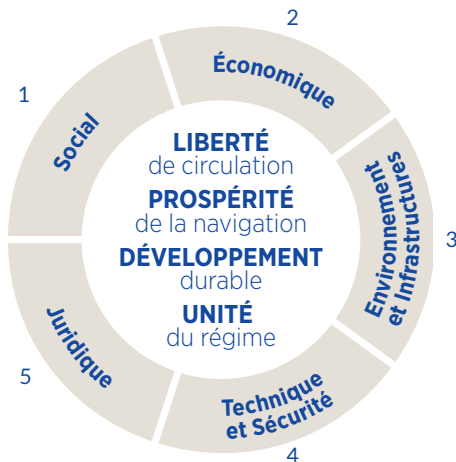 2
Économique
1
Social
LIBERTÉ
de circulation
PROSPÉRITÉ
de la navigation
DÉVELOPPEMENT
durable
UNITÉ
du régime
Environnement
et Infrastructures
3
Juridique
5
Technique
et Sécurité
4